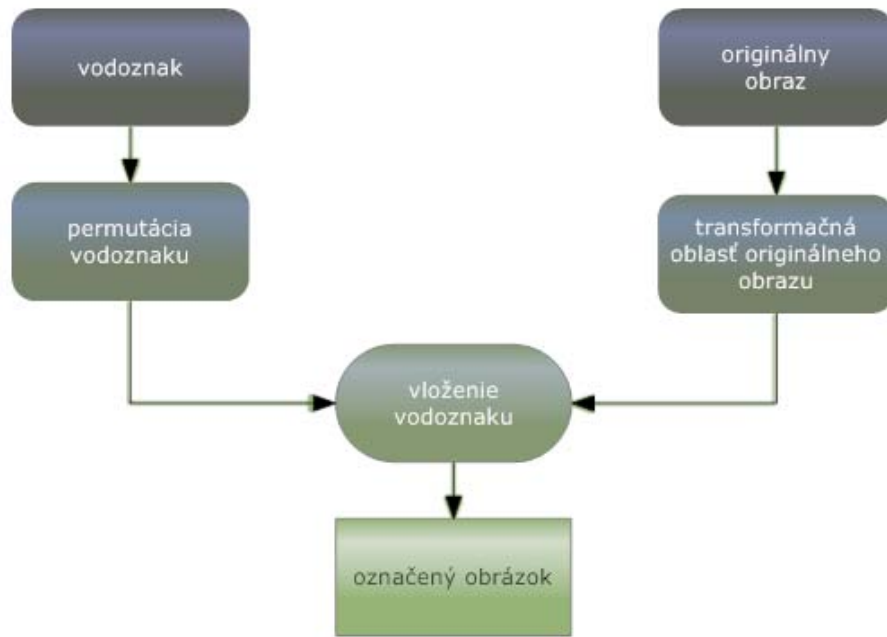 vodoznak
originálny
obraz
permutácia
vodoznaku
transformačná
oblasť originálneho
obrazu
vloženie
vodoznaku
označený obrázok